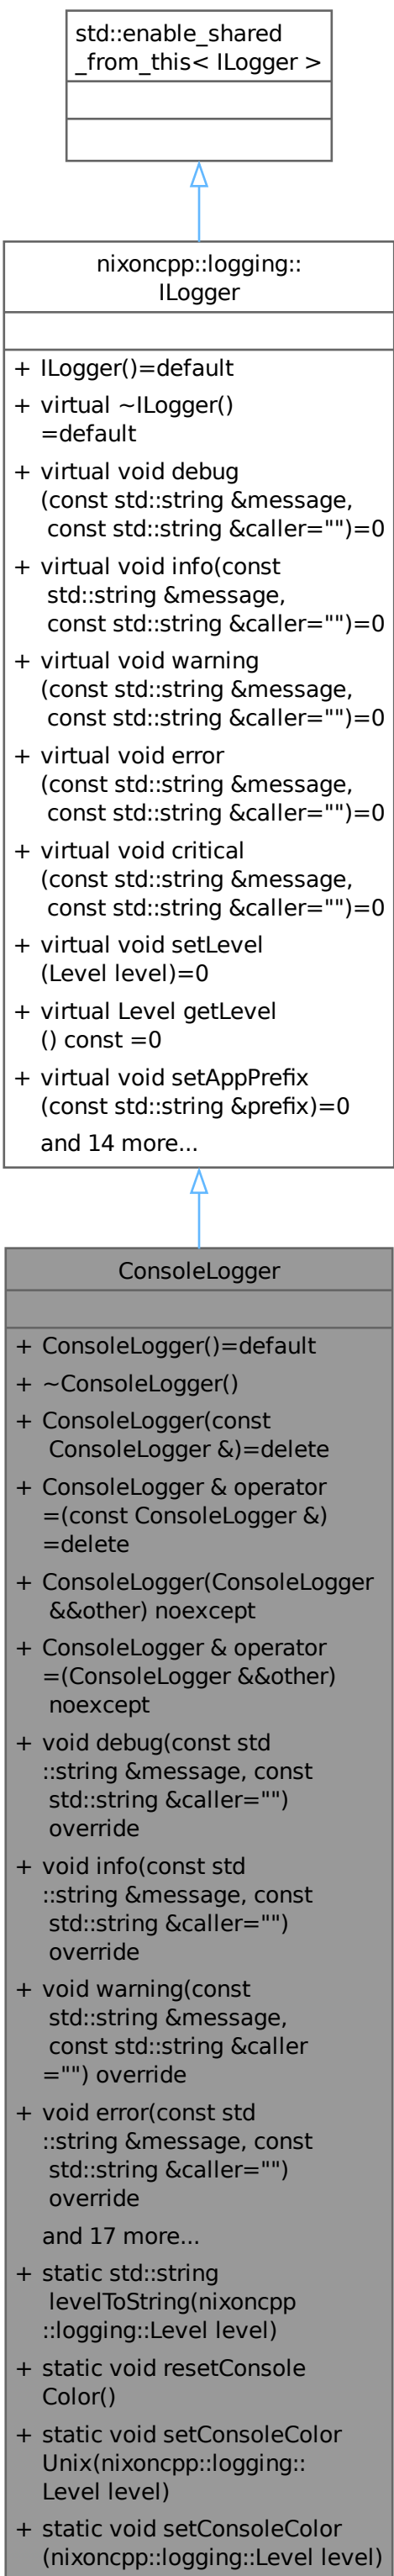 std::enable_shared
_from_this< ILogger >
nixoncpp::logging::
ILogger
+ ILogger()=default
+ virtual ~ILogger()
=default
+ virtual void debug
(const std::string &message,
const std::string &caller="")=0
+ virtual void info(const
std::string &message,
const std::string &caller="")=0
+ virtual void warning
(const std::string &message,
const std::string &caller="")=0
+ virtual void error
(const std::string &message,
const std::string &caller="")=0
+ virtual void critical
(const std::string &message,
const std::string &caller="")=0
+ virtual void setLevel
(Level level)=0
+ virtual Level getLevel
() const =0
+ virtual void setAppPrefix
(const std::string &prefix)=0
and 14 more...
ConsoleLogger
+ ConsoleLogger()=default
+ ~ConsoleLogger()
+ ConsoleLogger(const
ConsoleLogger &)=delete
+ ConsoleLogger & operator
=(const ConsoleLogger &)
=delete
+ ConsoleLogger(ConsoleLogger
&&other) noexcept
+ ConsoleLogger & operator
=(ConsoleLogger &&other)
noexcept
+ void debug(const std
::string &message, const
std::string &caller="")
override
+ void info(const std
::string &message, const
std::string &caller="")
override
+ void warning(const
std::string &message,
const std::string &caller
="") override
+ void error(const std
::string &message, const
std::string &caller="")
override
and 17 more...
+ static std::string
levelToString(nixoncpp
::logging::Level level)
+ static void resetConsole
Color()
+ static void setConsoleColor
Unix(nixoncpp::logging::
Level level)
+ static void setConsoleColor
(nixoncpp::logging::Level level)